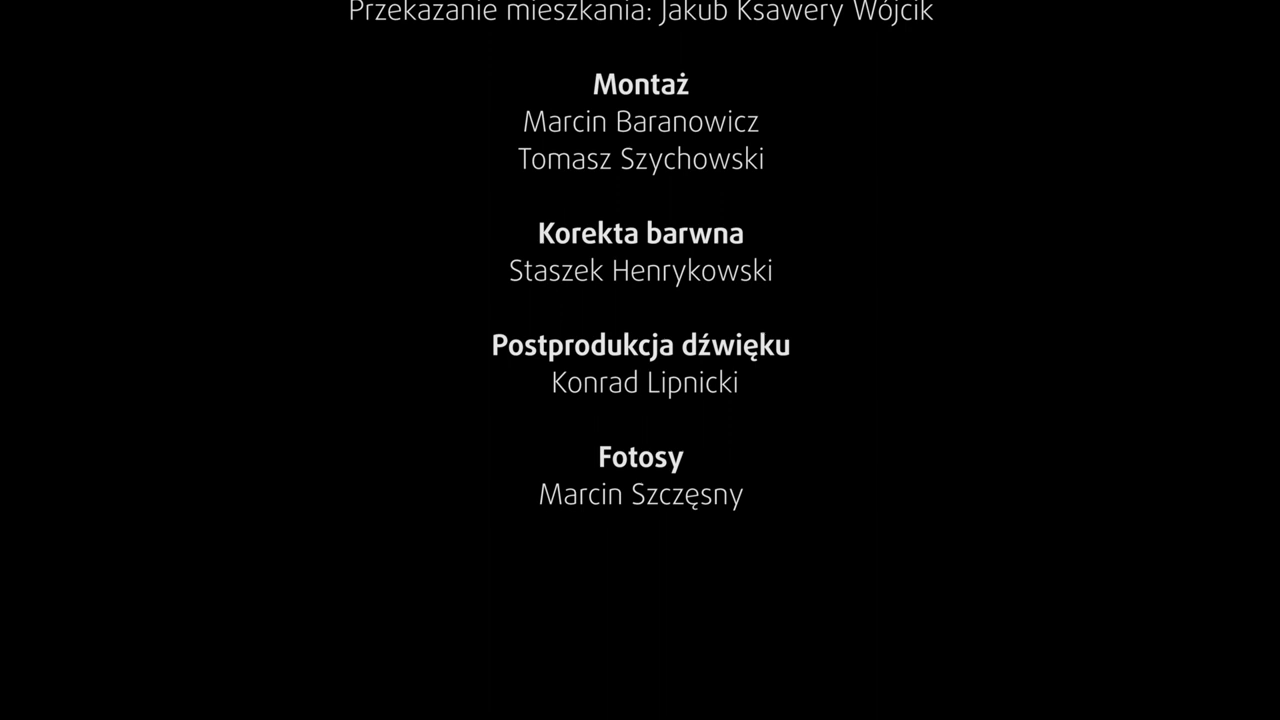 Przekazanie mieszkania: Jakub Ksawery Wójcik
Montaż
Marcin Baranowicz
Tomasz Szychowski
Korekta barwna
Staszek Henrykowski
Postprodukcja dźwięku
Konrad Lipnicki
Fotosy
Marcin Szczęsny